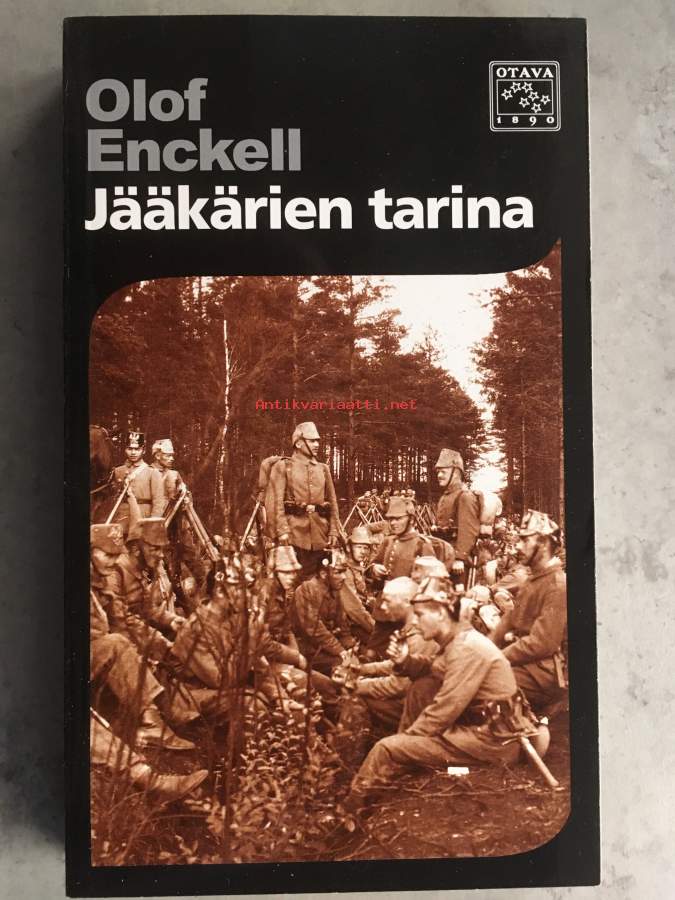 Olof
Enckell
Jääkärien tarina
OTAVA
1890
Antikvariaatti.net